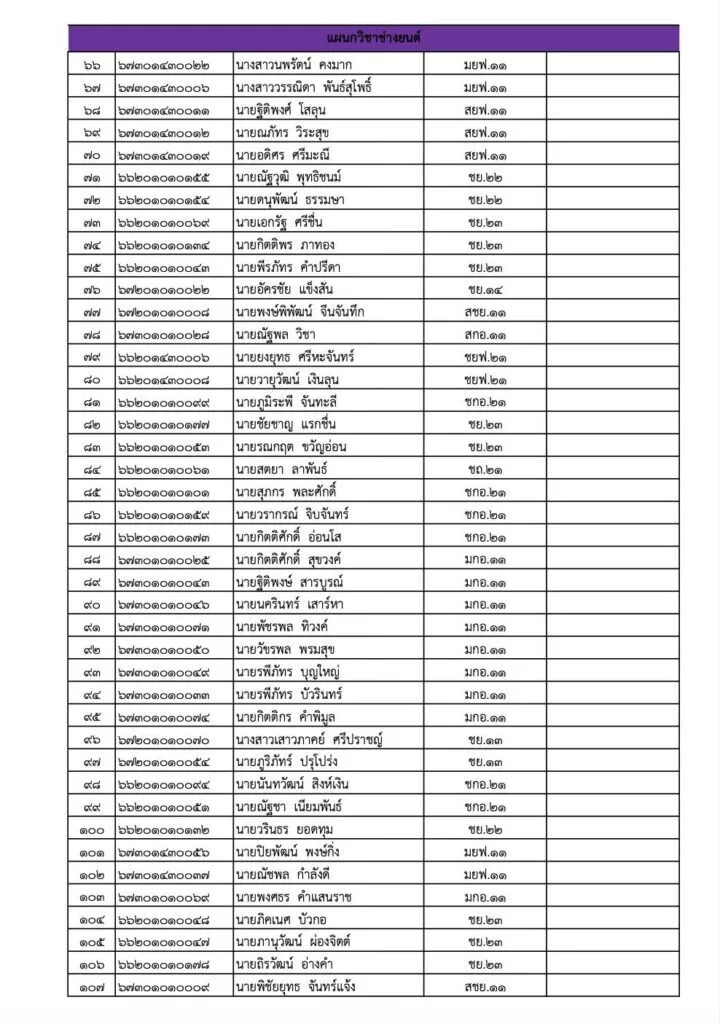 แผนกวิชาช่างยนต์
๖๖ ๖๗๓๐๑๔๓๐๐๒๒ นางสาวนพรัตน์ คงมาก มยฟ.๑๑
๖๗ ๖๗๓๐๑๔๓๐๐๐๖ นางสาววรรณิดา พันธ์สุโพธิ์ มยฟ.๑๑
๖๘ ๖๗๓๐๑๔๓๐๐๑๑ นายฐิติพงศ์ โสลุน สยฟ.๑๑
๖๙ ๖๗๓๐๑๔๓๐๐๑๒ นายณภัทร วิระสุข สยฟ.๑๑
๗๐ ๖๗๓๐๑๔๓๐๐๑๙ นายอดิศร ศรีมะณี สยฟ.๑๑
๗๑ ๖๖๒๐๑๐๑๐๑๕๕ นายณัฐวุฒิ พุทธิชนม์ ชย.๒๒
๗๒ ๖๖๒๐๑๐๑๐๑๕๔ นายดนุพัฒน์ ธรรมษา ชย.๒๒
๗๓ ๖๖๒๐๑๐๑๐๐๖๙ นายเอกรัฐ ศรีชื่น ชย.๒๓
๗๔ ๖๖๒๐๑๐๑๐๑๓๔ นายกิตติพร ภาทอง ชย.๒๓
๗๕ ๖๖๒๐๑๐๑๐๐๔๓ นายพีรภัทร คำปรีดา ชย.๒๓
๗๖ ๖๗๒๐๑๐๑๐๐๒๒ นายอัครชัย แข็งสัน ชย.๑๔
๗๗ ๖๗๒๐๑๐๑๐๐๐๘ นายพงษ์พิพัฒน์ จีนจันทึก สชย.๑๑
๗๘ ๖๗๓๐๑๐๑๐๐๒๘ นายณัฐพล วิชา สกอ.๑๑
๗๙ ๖๖๒๐๑๔๓๐๐๐๖ นายยงยุทธ ศรีหะจันทร์ ชยฟ.๒๑
๘๐ ๖๖๒๐๑๔๓๐๐๐๘ นายวายุวัฒน์ เงินลุน ชยฟ.๒๑
๘๑ ๖๖๒๐๑๐๑๐๐๙๙ นายภูมิระพี จันทะลี ชกอ.๒๑
๘๒ ๖๖๒๐๑๐๑๐๑๗๗ นายชัยชาญ แรกชื่น ชย.๒๓
๘๓ ๖๖๒๐๑๐๑๐๐๕๓ นายรณกฤต ขวัญอ่อน ชย.๒๓
๘๔ ๖๖๒๐๑๐๑๐๐๖๑ นายสตยา ลาพันธ์ ชถ.๒๑
๘๕ ๖๖๒๐๑๐๑๐๑๐๑ นายสุภกร พละศักดิ์ ชกอ.๒๑
๘๖ ๖๖๒๐๑๐๑๐๑๕๙ นายวรากรณ์ จิบจันทร์ ชกอ.๒๑
๘๗ ๖๖๒๐๑๐๑๐๑๗๓ นายกิตติศักดิ์ อ่อนโส ชกอ.๒๑
๘๘ ๖๗๓๐๑๐๑๐๐๒๕ นายกิตติศักดิ์ สุขวงค์ มกอ.๑๑
๘๙ ๖๗๓๐๑๐๑๐๐๔๓ นายฐิติพงษ์ สารบูรณ์ มกอ.๑๑
๙๐ ๖๗๓๐๑๐๑๐๐๔๖ นายนครินทร์ เสาร์หา มกอ.๑๑
๙๑ ๖๗๓๐๑๐๑๐๐๗๑ นายพัชรพล ทิวงค์ มกอ.๑๑
๙๒ ๖๗๓๐๑๐๑๐๐๕๐ นายวัชรพล พรมสุข มกอ.๑๑
๙๓ ๖๗๓๐๑๐๑๐๐๔๙ นายรพีภัทร บุญใหญ่ มกอ.๑๑
๙๔ ๖๗๓๐๑๐๑๐๐๓๓ นายรพีภัทร บัวรินทร์ มกอ.๑๑
๙๕ ๖๗๓๐๑๐๑๐๐๗๔ นายกิตติกร คำพิมูล มกอ.๑๑
๙๖ ๖๗๒๐๑๐๑๐๐๗๐ นางสาวเสาวภาคย์ ศรีปราชญ์ ชย.๑๓
๙๗ ๖๗๒๐๑๐๑๐๐๕๔ นายภูริภัทร์ ปรุโปร่ง ชย.๑๓
๙๘ ๖๖๒๐๑๐๑๐๐๙๔ นายนันทวัฒน์ สิงห์เงิน ชกอ.๒๑
๙๙ ๖๖๒๐๑๐๑๐๐๕๑ นายณัฐชา เนียมพันธ์ ชกอ.๒๑
๑๐๐ ๖๖๒๐๑๐๑๐๑๓๒ นายวรินธร ยอดทุม ชย.๒๒
๑๐๑ ๖๗๓๐๑๔๓๐๐๕๖ นายปิยพัฒน์ พงษ์กิ่ง มยฟ.๑๑
๑๐๒ ๖๗๓๐๑๔๓๐๐๓๗ นายณัชพล กำลังดี มยฟ.๑๑
๑๐๓ ๖๗๓๐๑๐๑๐๐๖๙ นายพงศธร คำแสนราช มกอ.๑๑
๑๐๔ ๖๖๒๐๑๐๑๐๐๔๘ นายภิคเนศ บัวกอ ชย.๒๓
๑๐๕ ๖๖๒๐๑๐๑๐๐๔๗ นายภานุวัฒน์ ผ่องจิตต์ ชย.๒๓
๑๐๖ ๖๖๒๐๑๐๑๐๑๗๘ นายถิรวัฒน์ อ่างคำ ชย.๒๓
๑๐๗ ๖๗๓๐๑๐๑๐๐๐๙ นายพิชัยยุทธ จันทร์แจ้ง สชย.๑๑